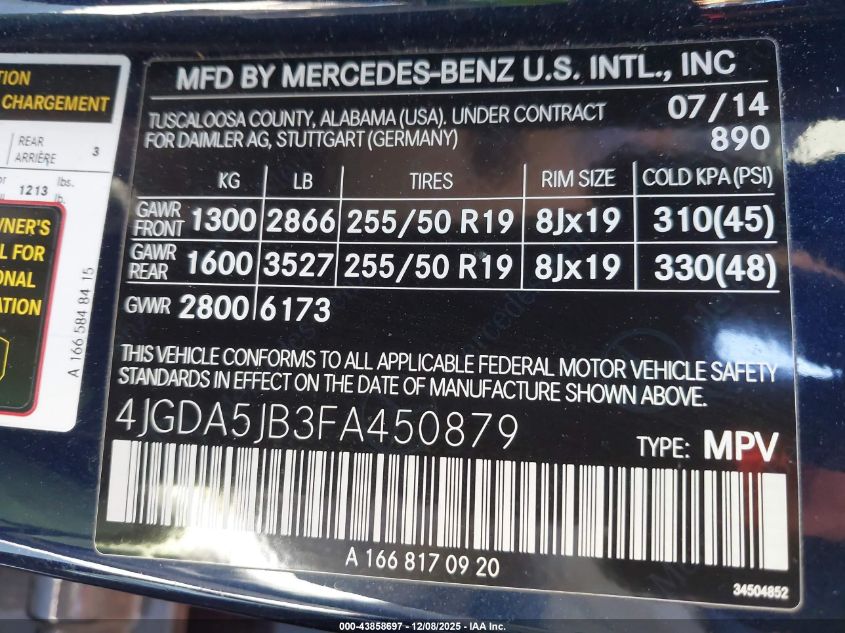 TION
CHARGEMENT
REAR
ARRIÈRE 3
or 1213 lbs.
lb.
OWNER'S
L FOR
IONAL
ATION
A 166 584 84 15
MFD BY MERCEDES-BENZ U.S. INTL., INC
TUSCALOOSA COUNTY, ALABAMA (USA). UNDER CONTRACT 07/14
FOR DAIMLER AG, STUTTGART (GERMANY) 890
KG LB TIRES RIM SIZE COLD KPA (PSI)
GAWR FRONT 1300 2866 255/50 R19 8Jx19 310(45)
GAWR REAR 1600 3527 255/50 R19 8Jx19 330(48)
GVWR 2800 6173
THIS VEHICLE CONFORMS TO ALL APPLICABLE FEDERAL MOTOR VEHICLE SAFETY
STANDARDS IN EFFECT ON THE DATE OF MANUFACTURE SHOWN ABOVE.
4JGDA5JB3FA450879 TYPE: MPV
A 166 817 09 20
34504852
000-43858697 - 12/08/2025 - IAA Inc.